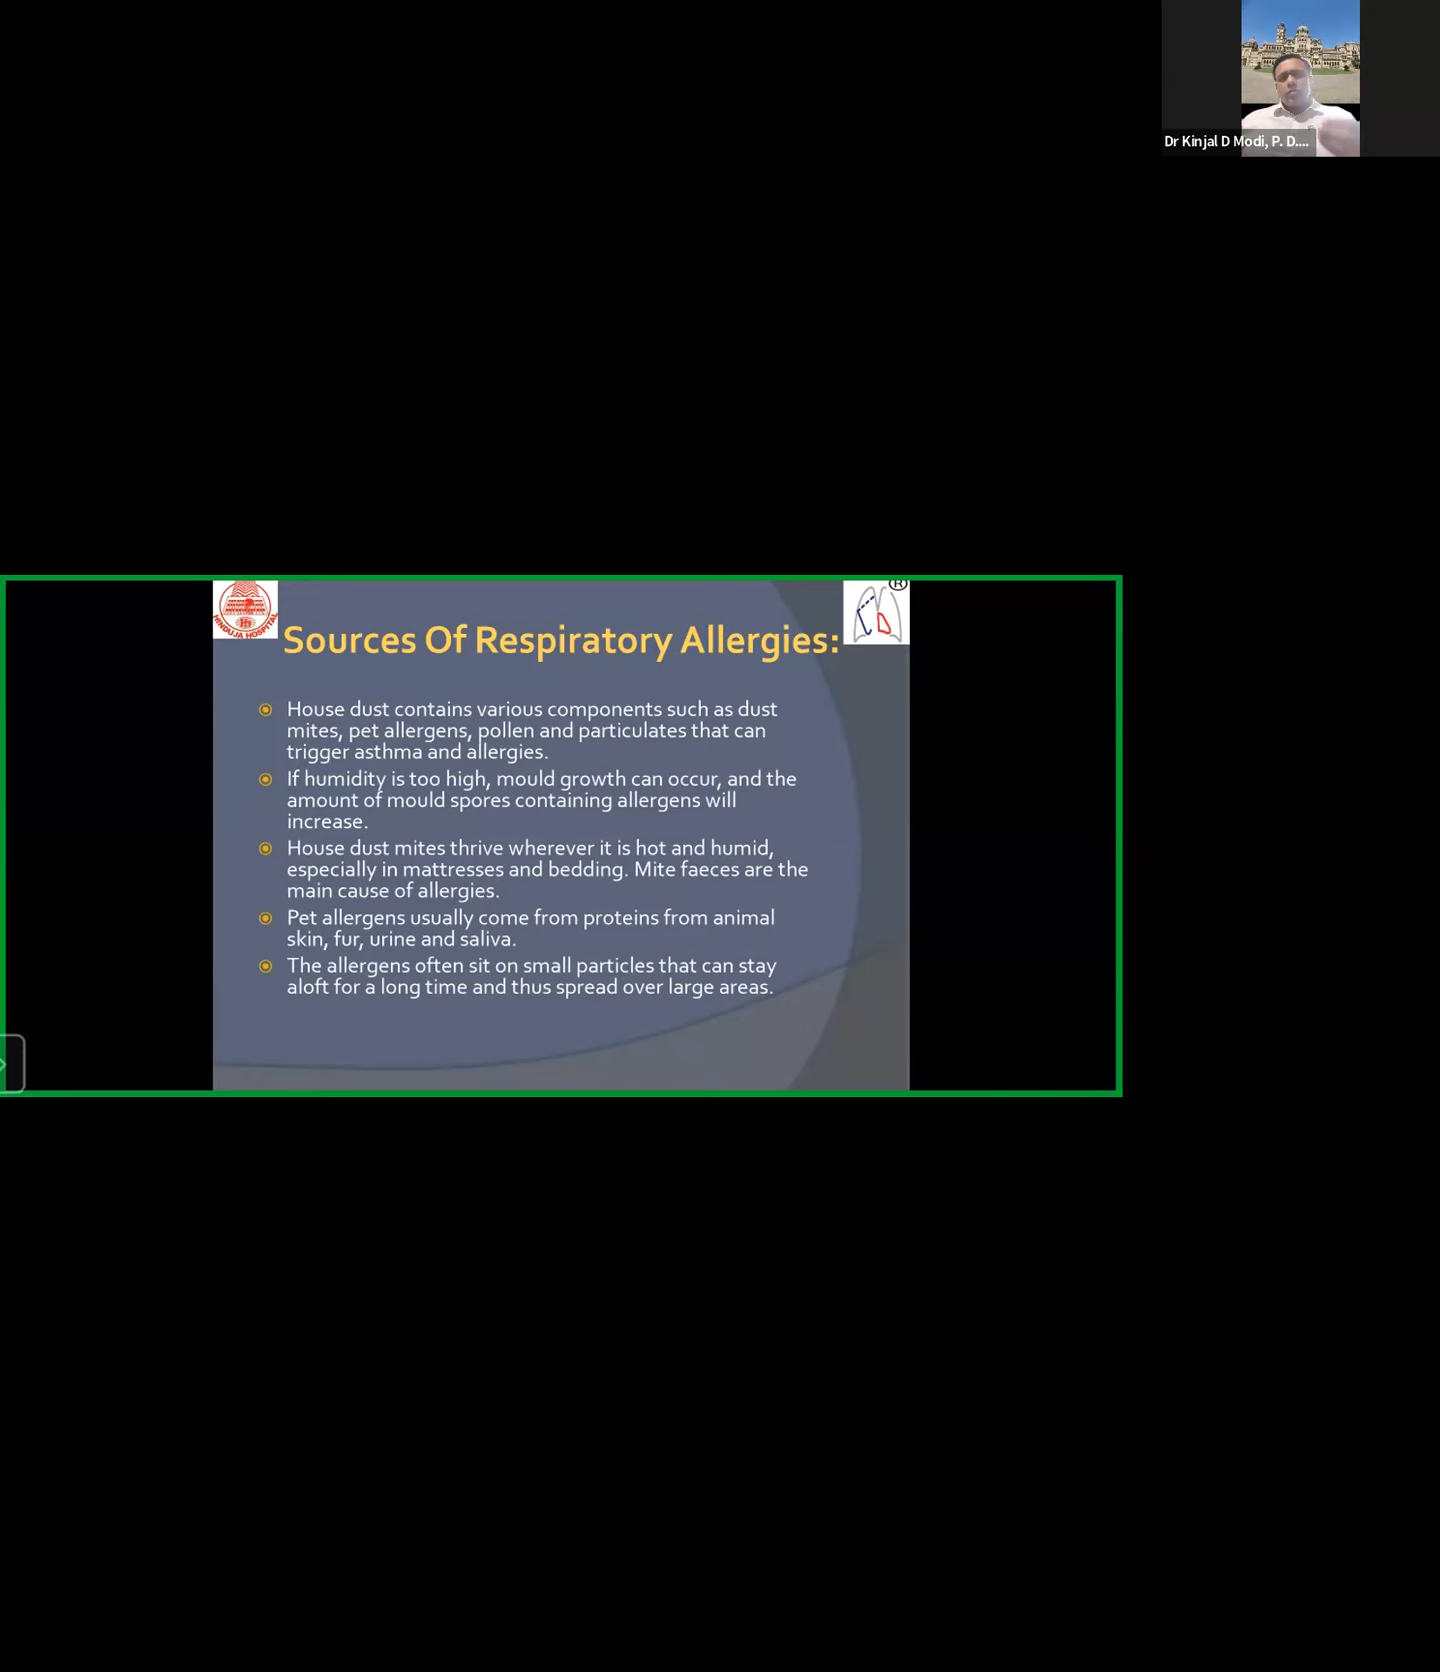 Dr Kinjal D Modi, P. D....
HINDUJA HOSPITAL
®
Sources Of Respiratory Allergies:
House dust contains various components such as dust
mites, pet allergens, pollen and particulates that can
trigger asthma and allergies.
If humidity is too high, mould growth can occur, and the
amount of mould spores containing allergens will
increase.
House dust mites thrive wherever it is hot and humid,
especially in mattresses and bedding. Mite faeces are the
main cause of allergies.
Pet allergens usually come from proteins from animal
skin, fur, urine and saliva.
The allergens often sit on small particles that can stay
aloft for a long time and thus spread over large areas.